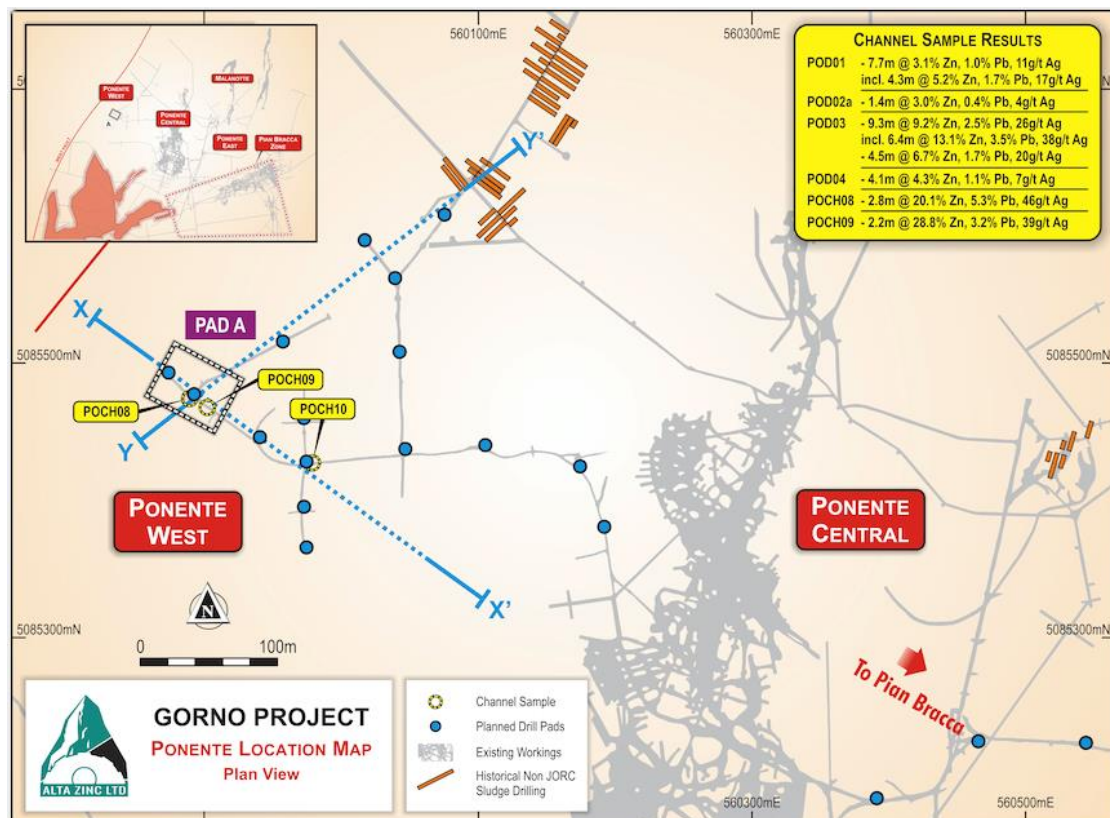 560100mE
560300mE
MALANOTTE
PONENTE
WEST
A
PONENTE
CENTRAL
PONENTE
EAST
PIAN BRACCA
ZONE
CHANNEL SAMPLE RESULTS
POD01 - 7.7m @ 3.1% Zn, 1.0% Pb, 11g/t Ag
incl. 4.3m @ 5.2% Zn, 1.7% Pb, 17g/t Ag
POD02a - 1.4m @ 3.0% Zn, 0.4% Pb, 4g/t Ag
POD03 - 9.3m @ 9.2% Zn, 2.5% Pb, 26g/t Ag
incl. 6.4m @ 13.1% Zn, 3.5% Pb, 38g/t Ag
- 4.5m @ 6.7% Zn, 1.7% Pb, 20g/t Ag
POD04 - 4.1m @ 4.3% Zn, 1.1% Pb, 7g/t Ag
POCH08 - 2.8m @ 20.1% Zn, 5.3% Pb, 46g/t Ag
POCH09 - 2.2m @ 28.8% Zn, 3.2% Pb, 39g/t Ag
Y'
X
PAD A
5085500mN
5085500mN
POCH09
POCH08
POCH10
Y
PONENTE
WEST
PONENTE
CENTRAL
X'
N
0 100m
5085300mN
5085300mN
To Pian Bracca
GORNO PROJECT
PONENTE LOCATION MAP
Plan View
ALTA ZINC LTD
Channel Sample
Planned Drill Pads
Existing Workings
Historical Non JORC
Sludge Drilling
560300mE
560500mE